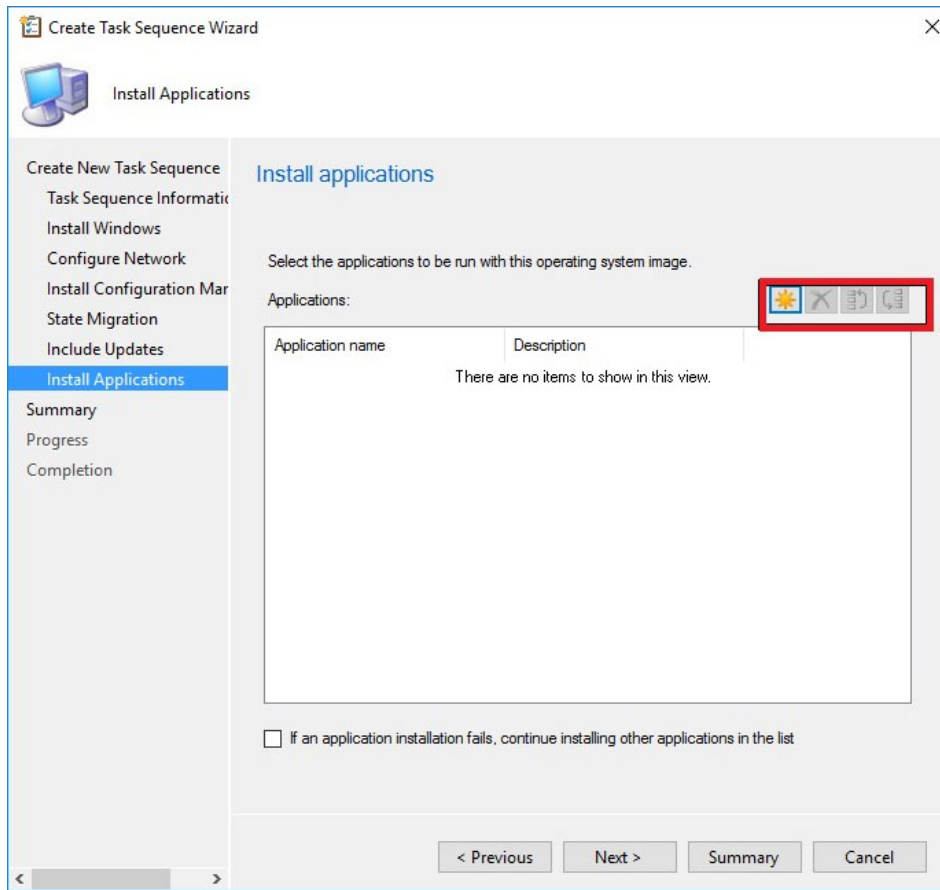 Create Task Sequence Wizard
Install Applications
Create New Task Sequence
Task Sequence Informatic
Install Windows
Configure Network
Install Configuration Mar
State Migration
Include Updates
Install Applications
Summary
Progress
Completion
Install applications
Select the applications to be run with this operating system image.
Applications:
Application name Description
There are no items to show in this view.
If an application installation fails, continue installing other applications in the list
< Previous Next > Summary Cancel